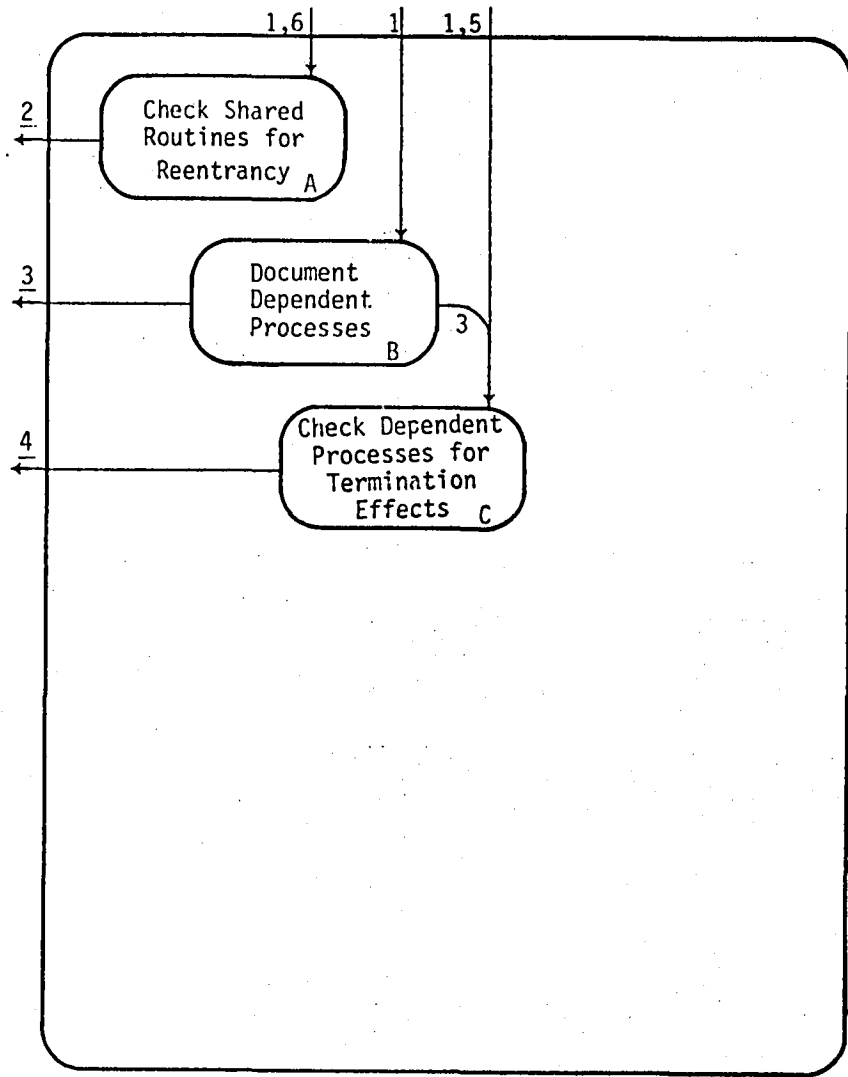 1,6 1 1,5
2
Check Shared
Routines for
Reentrancy A
3
Document
Dependent
Processes
B
3
4
Check Dependent
Processes for
Termination
Effects C